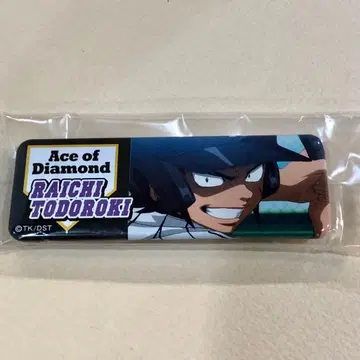 Ace of
Diamond
RAICHI
TODOROKI
©TK/DST